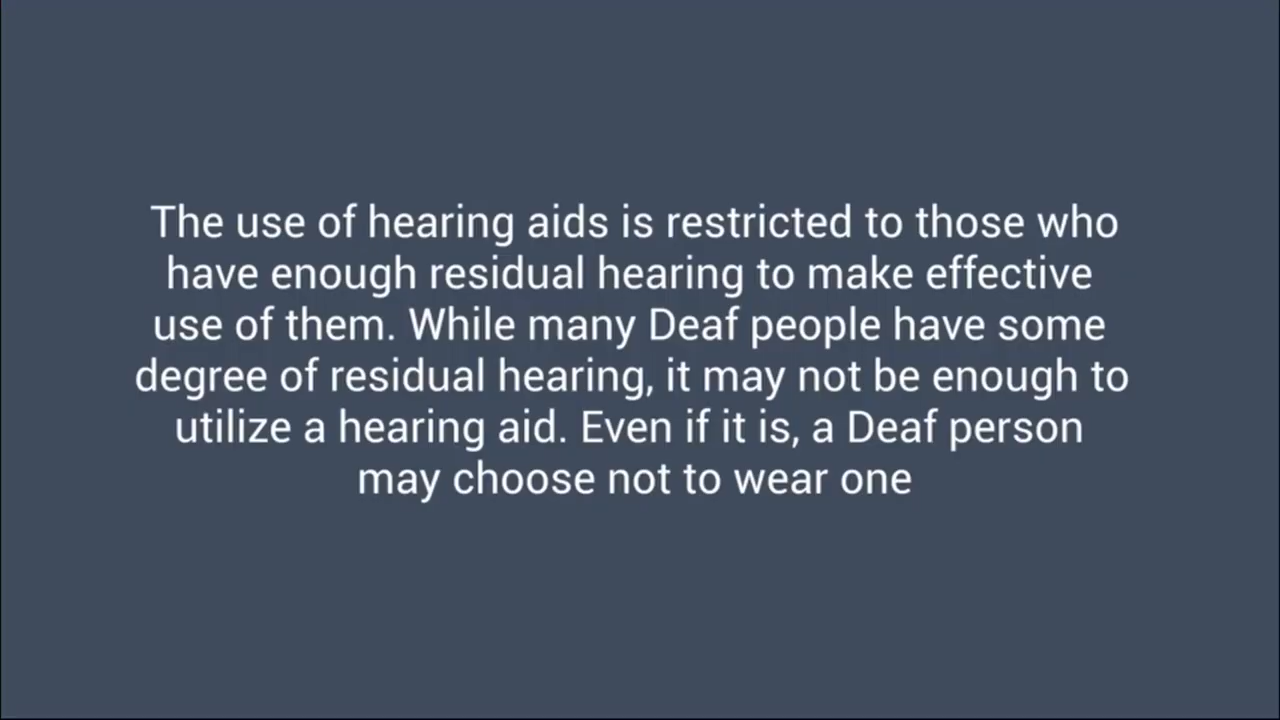 The use of hearing aids is restricted to those who
have enough residual hearing to make effective
use of them. While many Deaf people have some
degree of residual hearing, it may not be enough to
utilize a hearing aid. Even if it is, a Deaf person
may choose not to wear one